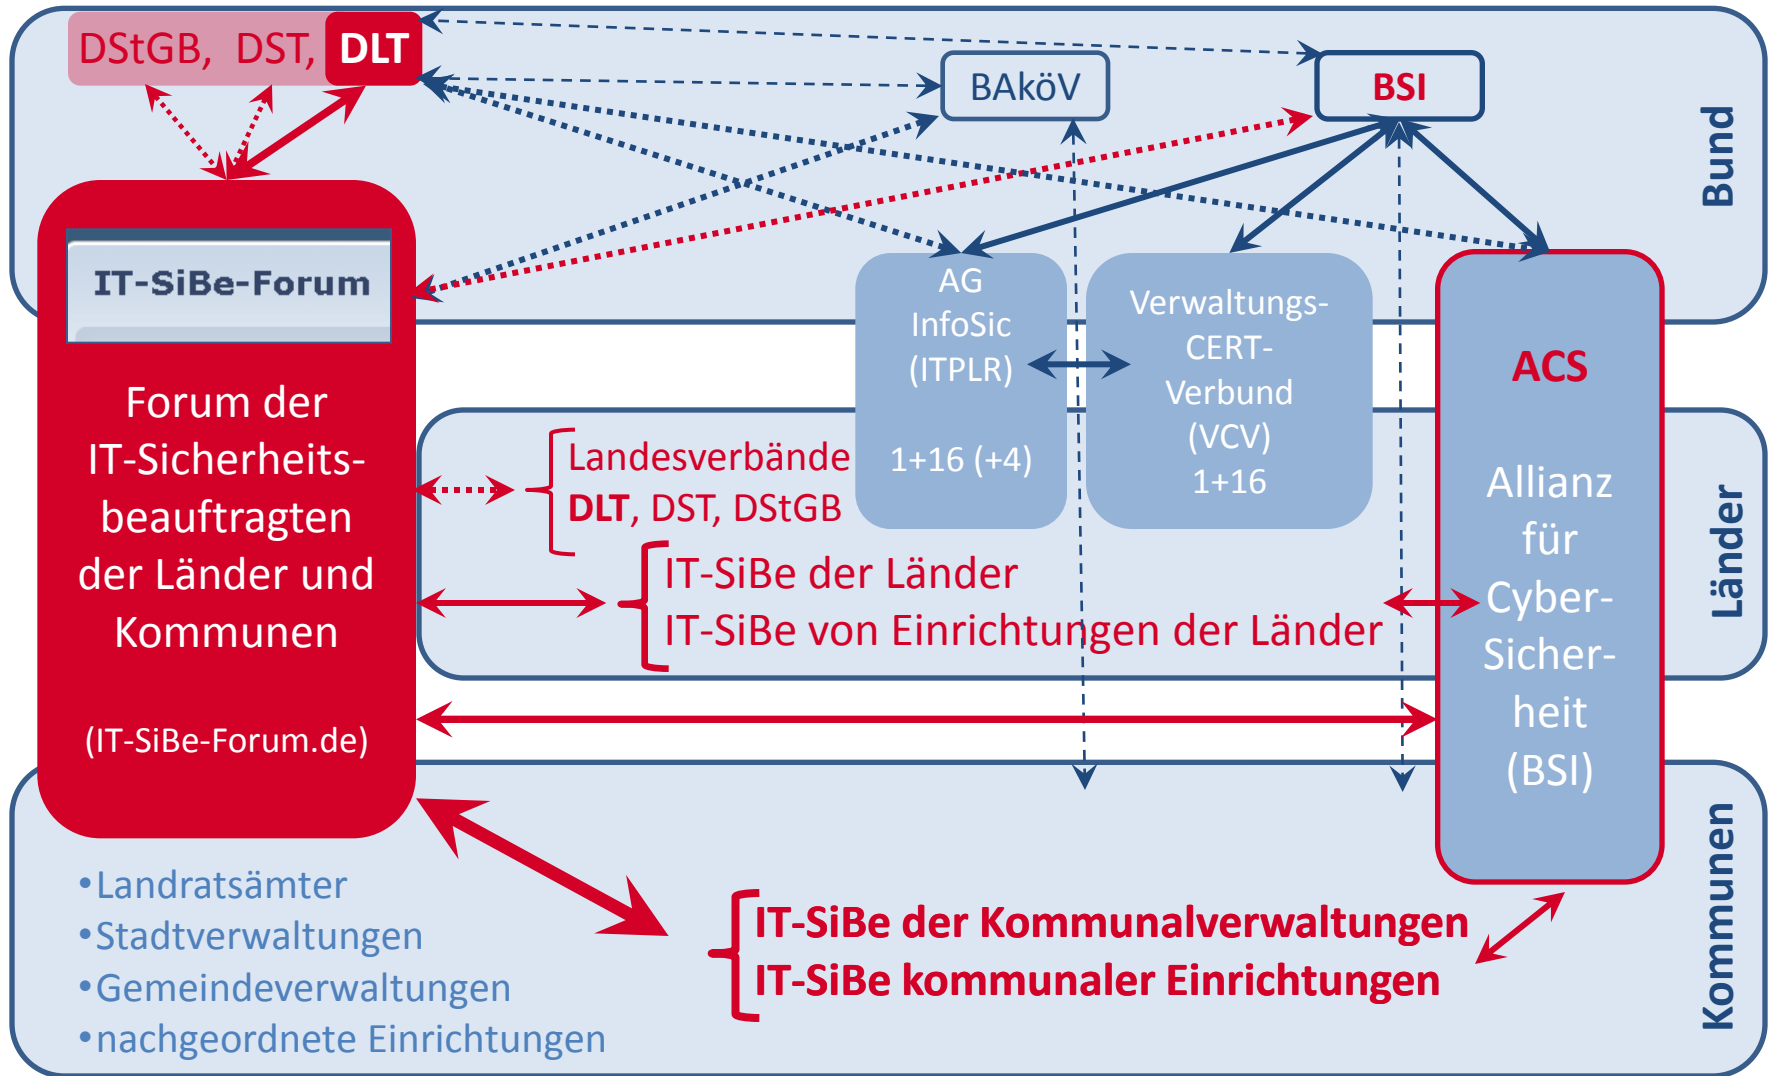 DStGB, DST, DLT
BAköV
BSI
Bund
IT-SiBe-Forum
Forum der
IT-Sicherheits-
beauftragten
der Länder und
Kommunen
(IT-SiBe-Forum.de)
AG
InfoSic
(ITPLR)
1+16 (+4)
Verwaltungs-
CERT-
Verbund
(VCV)
1+16
ACS
Allianz
für
Cyber-
Sicher-
heit
(BSI)
Landesverbände
DLT, DST, DStGB
IT-SiBe der Länder
IT-SiBe von Einrichtungen der Länder
Länder
•Landratsämter
•Stadtverwaltungen
•Gemeindeverwaltungen
•nachgeordnete Einrichtungen
IT-SiBe der Kommunalverwaltungen
IT-SiBe kommunaler Einrichtungen
Kommunen